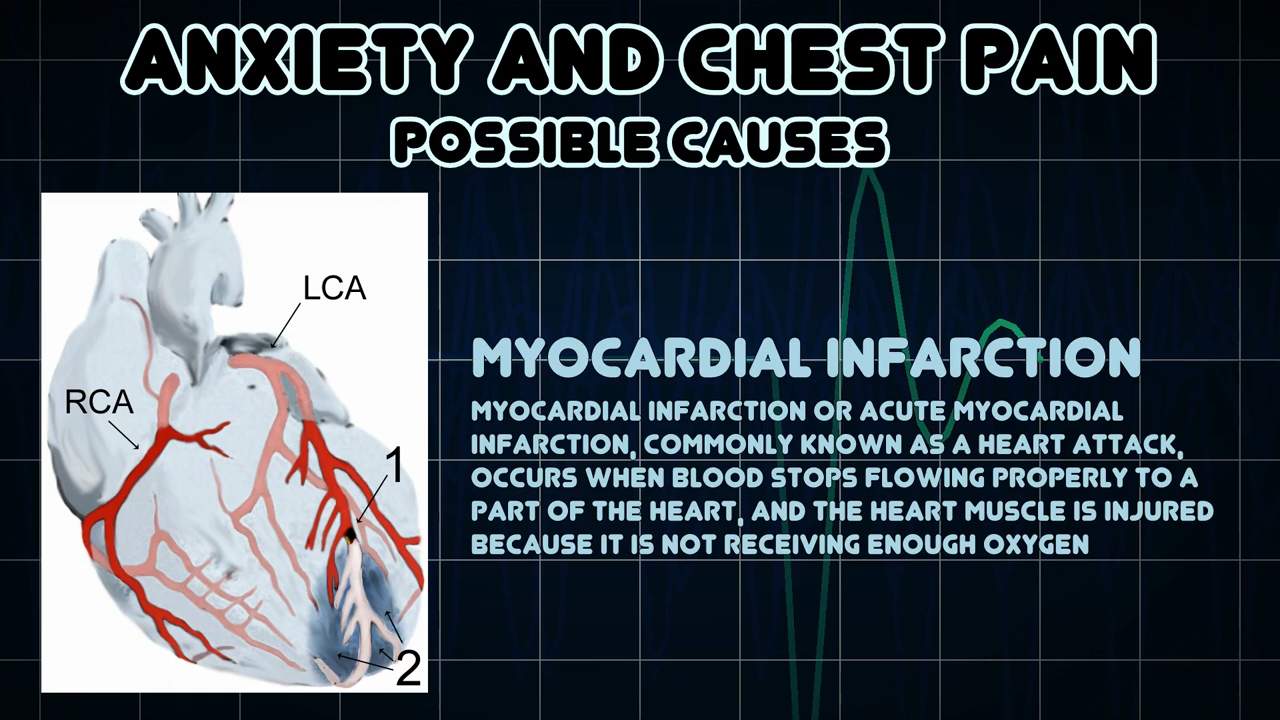 ANXIETY AND CHEST PAIN
POSSIBLE CAUSES
LCA
RCA
1
2
MYOCARDIAL INFARCTION
MYOCARDIAL INFARCTION OR ACUTE MYOCARDIAL
INFARCTION, COMMONLY KNOWN AS A HEART ATTACK,
OCCURS WHEN BLOOD STOPS FLOWING PROPERLY TO A
PART OF THE HEART, AND THE HEART MUSCLE IS INJURED
BECAUSE IT IS NOT RECEIVING ENOUGH OXYGEN